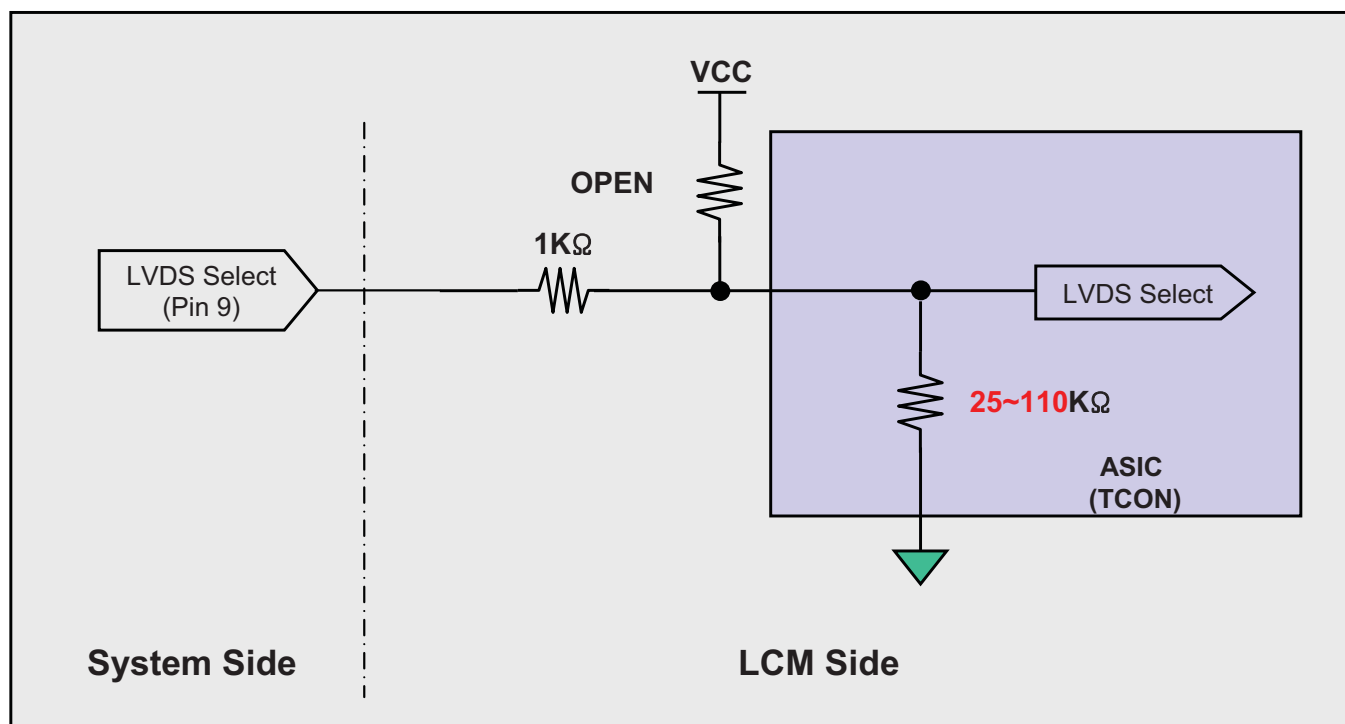 VCC
OPEN
1KΩ
LVDS Select
(Pin 9)
LVDS Select
25~110KΩ
ASIC
(TCON)
System Side
LCM Side